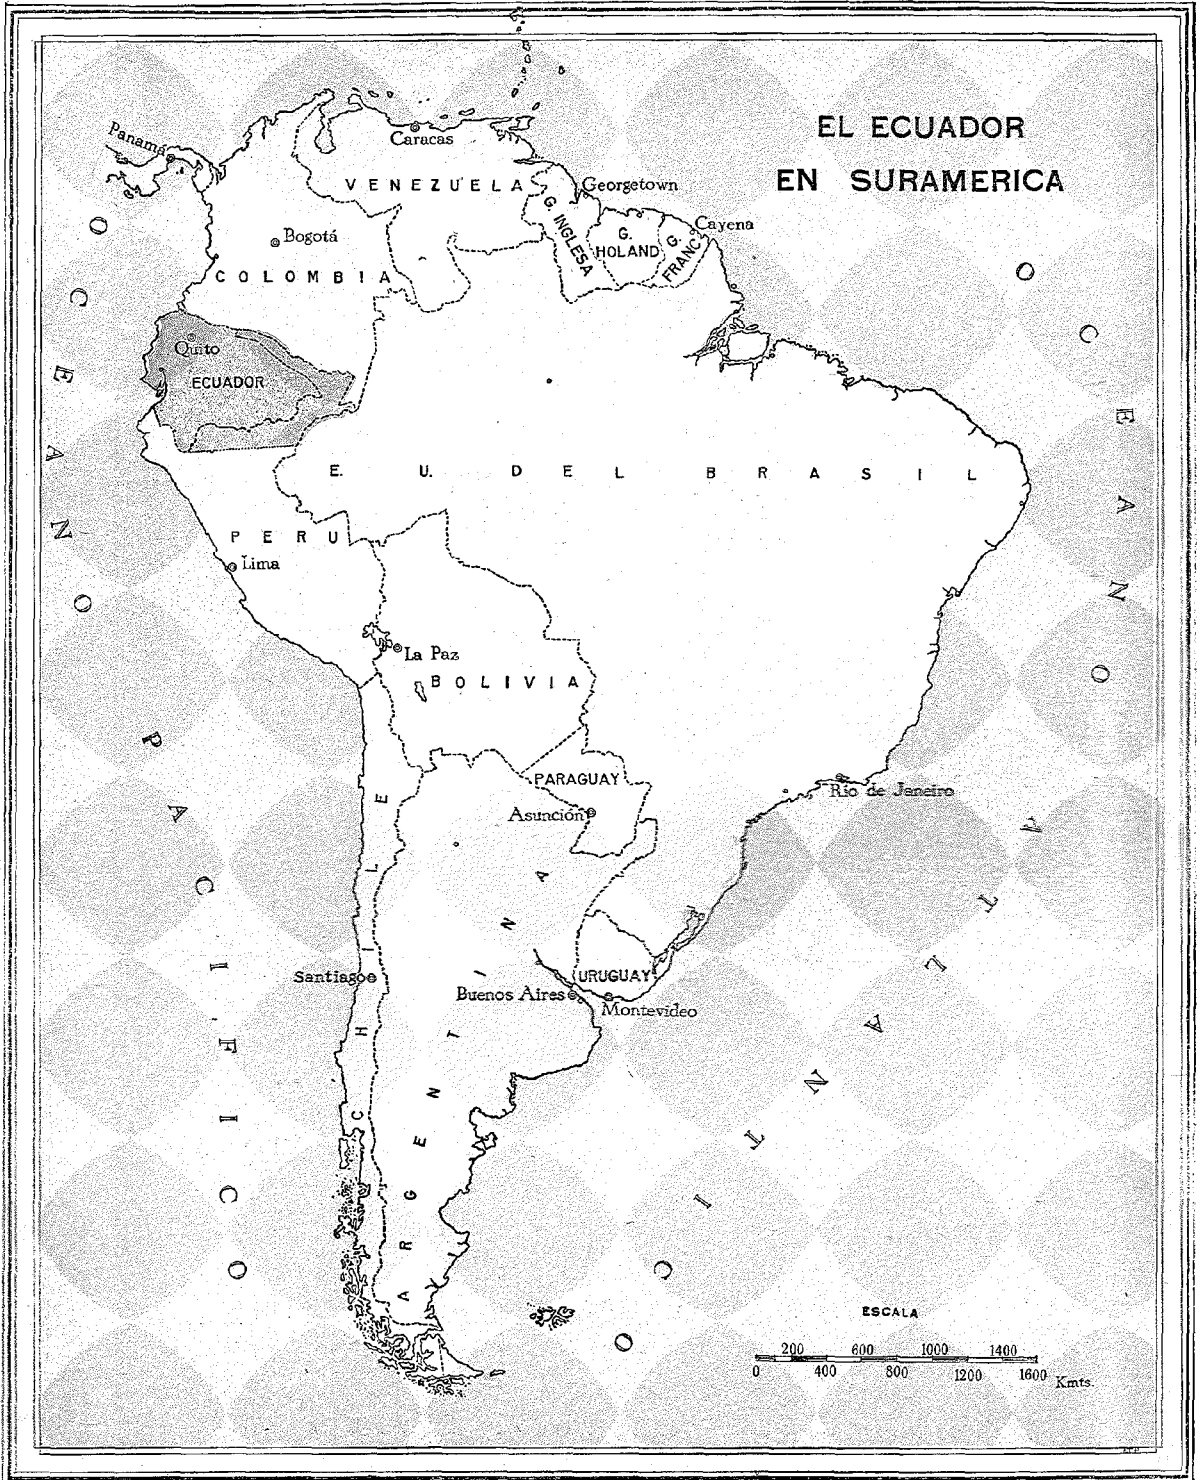 EL ECUADOR
EN SURAMERICA
Panamá
Caracas
VENEZUELA
Georgetown
G. INGLESA
G.
HOLAND
G.
FRANC.
Cayena
Bogotá
COLOMBIA
Quito
ECUADOR
E. U. DEL BRASIL
PERU
Lima
La Paz
BOLIVIA
PARAGUAY
Asunción
Río de Janeiro
CHILE
ARGENTINA
Santiago
URUGUAY
Buenos Aires
Montevideo
OCEANO PACIFICO
OCEANO ATLANTICO
ESCALA
200 600 1000 1400
0 400 800 1200 1600 Kmts.